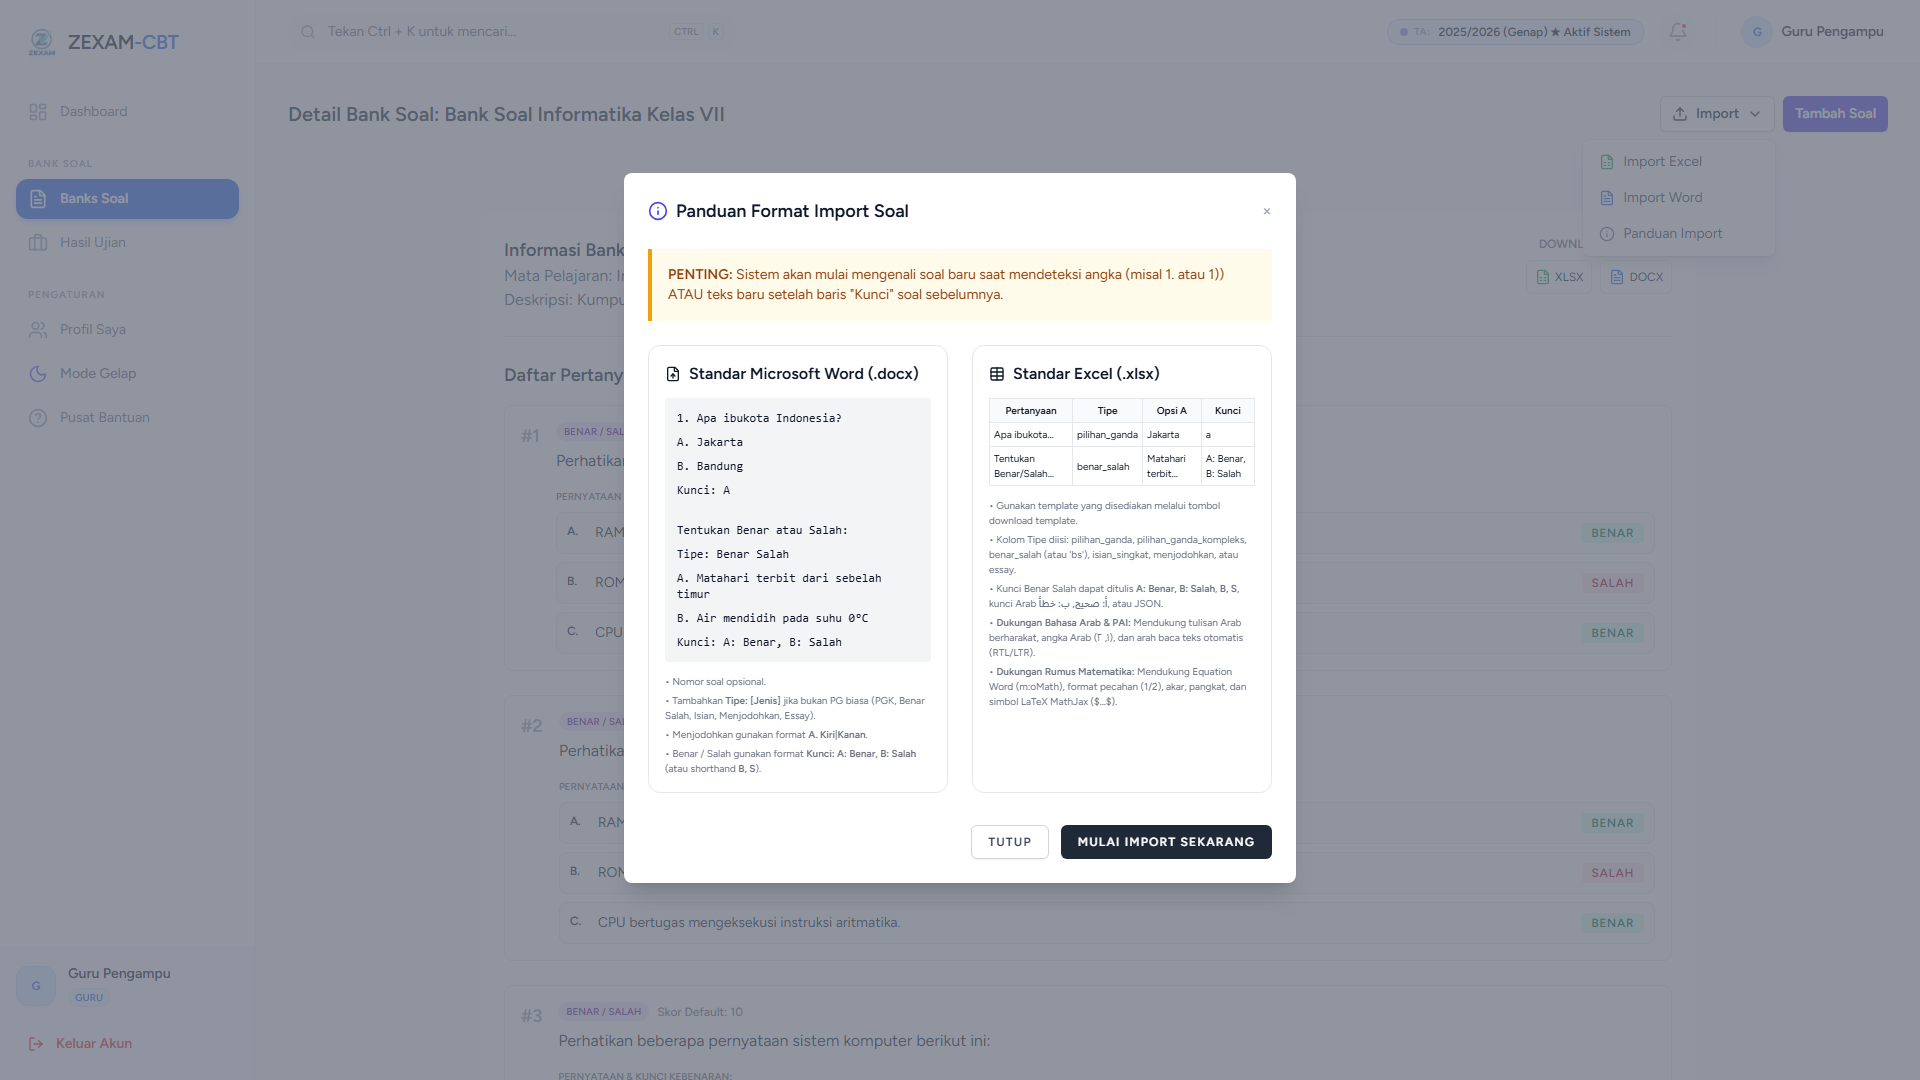 ZEXAM-CBT
Tekan Ctrl + K untuk mencari...
CTRL K
TA: 2025/2026 (Genap) ★ Aktif Sistem
G Guru Pengampu
Dashboard
BANK SOAL
Banks Soal
Hasil Ujian
PENGATURAN
Profil Saya
Mode Gelap
Pusat Bantuan
Guru Pengampu
G
GURU
Keluar Akun
Detail Bank Soal: Bank Soal Informatika Kelas VII
Import
Tambah Soal
Import Excel
Import Word
Panduan Import
Informasi Bank
Mata Pelajaran:
Deskripsi:
XLSX
DOCX
#1
Perhatikan
PERNYATAAN
A. RAM
BENAR
B. ROM
SALAH
C. CPU
BENAR
#2
PERNYATAAN
A. RAM
BENAR
B.
SALAH
C. CPU bertugas mengeksekusi instruksi aritmatika.
BENAR
#3 BENAR / SALAH Skor Default: 10
Perhatikan beberapa pernyataan sistem komputer berikut ini:
PERNYATAAN & KUNCI KEBENARAN:
Panduan Format Import Soal
×
PENTING: Sistem akan mulai mengenali soal baru saat mendeteksi angka (misal 1. atau 1))
ATAU teks baru setelah baris "Kunci" soal sebelumnya.
Standar Microsoft Word (.docx)
1. Apa ibukota Indonesia?
A. Jakarta
B. Bandung
Kunci: A
Tentukan Benar atau Salah:
Tipe: Benar Salah
A. Matahari terbit dari sebelah
timur
B. Air mendidih pada suhu 0°C
Kunci: A: Benar, B: Salah
• Nomor soal opsional.
• Tambahkan Tipe: [Jenis] jika bukan PG biasa (PGK, Benar
Salah, Isian, Menjodohkan, Essay).
• Menjodohkan gunakan format A. Kiri|Kanan.
• Benar / Salah gunakan format Kunci: A: Benar, B: Salah
(atau shorthand B, S).
Standar Excel (.xlsx)
Pertanyaan Tipe Opsi A Kunci
Apa ibukota... pilihan_ganda Jakarta a
Tentukan Benar/Salah... benar_salah Matahari terbit... A: Benar, B: Salah
• Gunakan template yang disediakan melalui tombol
download template.
• Kolom Tipe diisi: pilihan_ganda, pilihan_ganda_kompleks,
benar_salah (atau 'bs'), isian_singkat, menjodohkan, atau
essay.
• Kunci Benar Salah dapat ditulis A: Benar, B: Salah, B, S,
kunci Arab أ: صحيح, ب: خطأ, atau JSON.
• Dukungan Bahasa Arab & PAI: Mendukung tulisan Arab
berharakat, angka Arab (١, ٢), dan arah baca teks otomatis
(RTL/LTR).
• Dukungan Rumus Matematika: Mendukung Equation
Word (m:oMath), format pecahan (1/2), akar, pangkat, dan
simbol LaTeX MathJax ($...$).
TUTUP
MULAI IMPORT SEKARANG